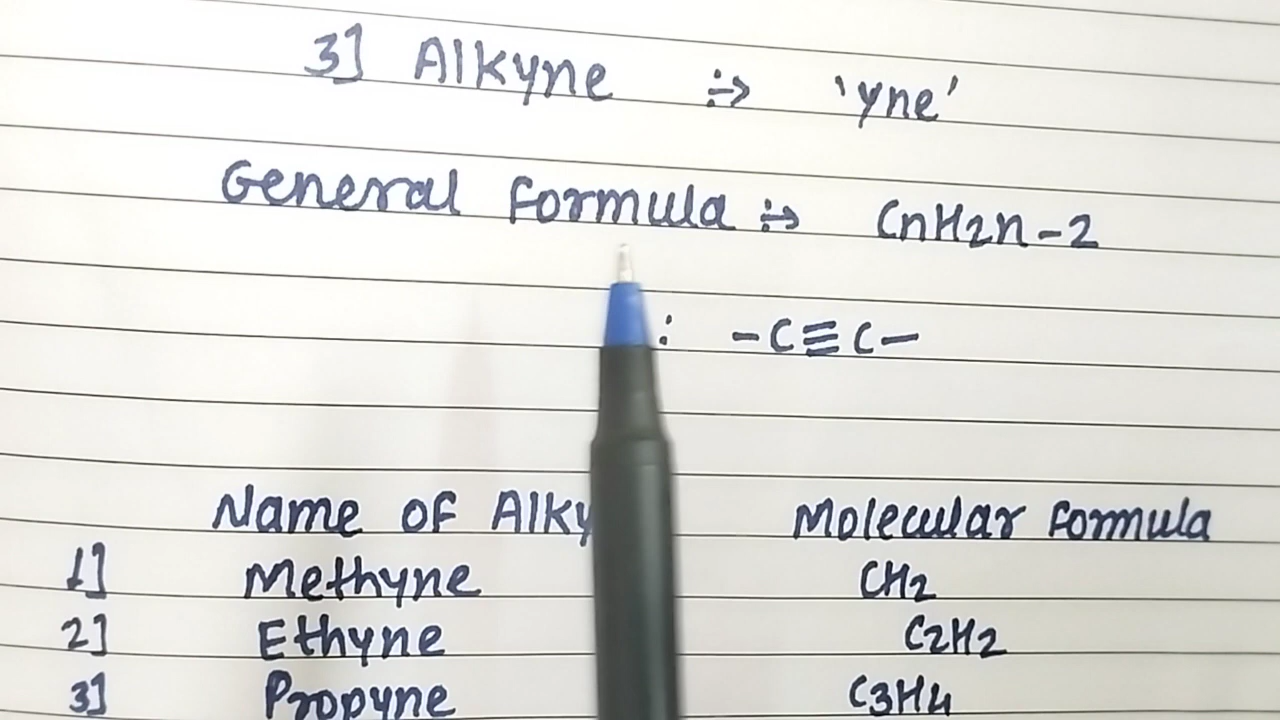 3] Alkyne ÷> 'yne'
General formula ÷> CnH2n-2
: -C≡C-
Name of Alky Molecular formula
1] Methyne CH2
2] Ethyne C2H2
3] Propyne C3H4